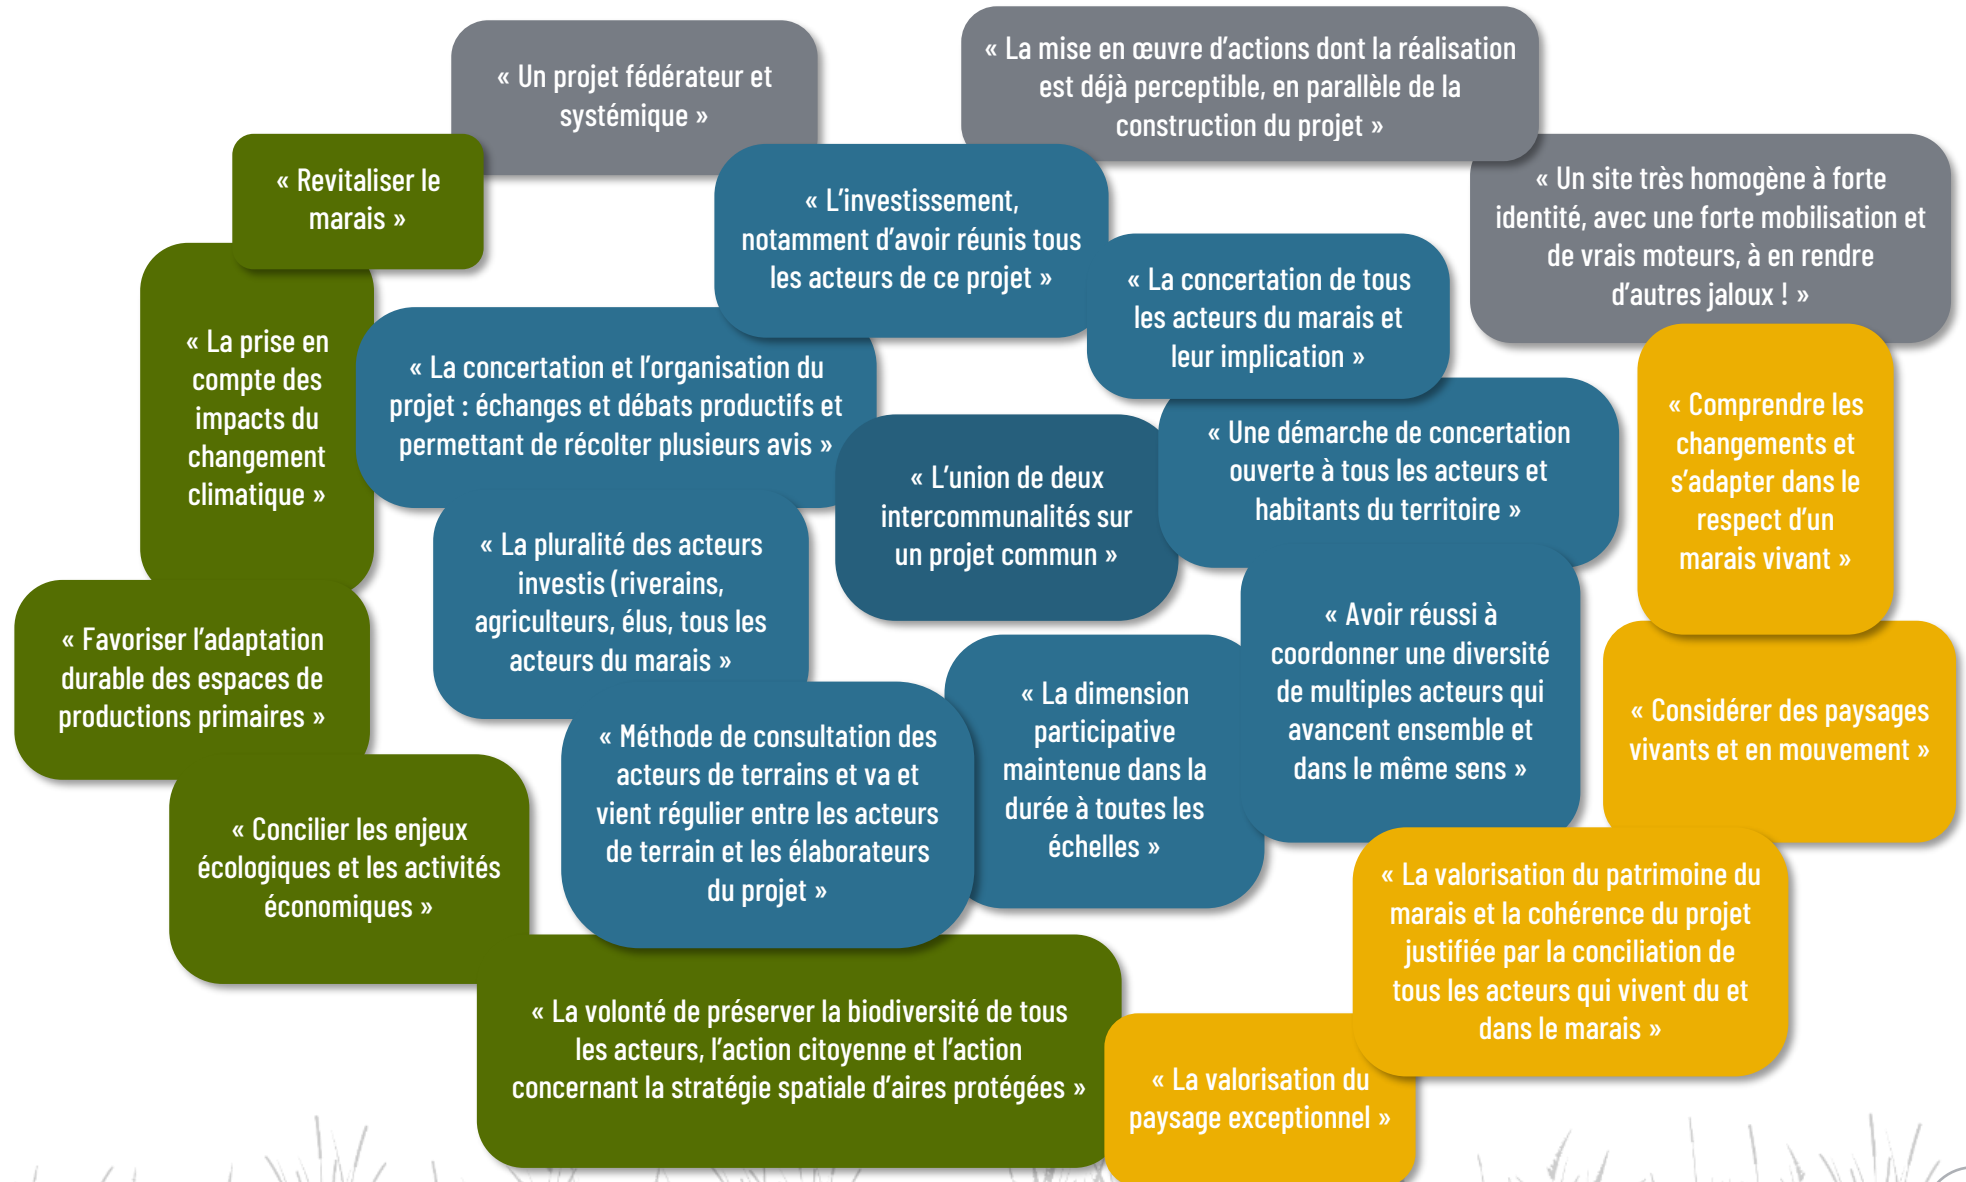 « Un projet fédérateur et
systémique »
« La mise en œuvre d’actions dont la réalisation
est déjà perceptible, en parallèle de la
construction du projet »
« Revitaliser le
marais »
« L’investissement,
notamment d’avoir réunis tous
les acteurs de ce projet »
« Un site très homogène à forte
identité, avec une forte mobilisation et
de vrais moteurs, à en rendre
d’autres jaloux ! »
« La concertation de tous
les acteurs du marais et
leur implication »
« La prise en
compte des
impacts du
changement
climatique »
« La concertation et l’organisation du
projet : échanges et débats productifs et
permettant de récolter plusieurs avis »
« Une démarche de concertation
ouverte à tous les acteurs et
habitants du territoire »
« Comprendre les
changements et
s’adapter dans le
respect d’un
marais vivant »
« L’union de deux
intercommunalités sur
un projet commun »
« La pluralité des acteurs
investis (riverains,
agriculteurs, élus, tous les
acteurs du marais »
« Favoriser l’adaptation
durable des espaces de
productions primaires »
« Avoir réussi à
coordonner une diversité
de multiples acteurs qui
avancent ensemble et
dans le même sens »
« La dimension
participative
maintenue dans la
durée à toutes les
échelles »
« Considérer des paysages
vivants et en mouvement »
« Méthode de consultation des
acteurs de terrains et va et
vient régulier entre les acteurs
de terrain et les élaborateurs
du projet »
« Concilier les enjeux
écologiques et les activités
économiques »
« La valorisation du patrimoine du
marais et la cohérence du projet
justifiée par la conciliation de
tous les acteurs qui vivent du et
dans le marais »
« La volonté de préserver la biodiversité de tous
les acteurs, l’action citoyenne et l’action
concernant la stratégie spatiale d’aires protégées »
« La valorisation du
paysage exceptionnel »